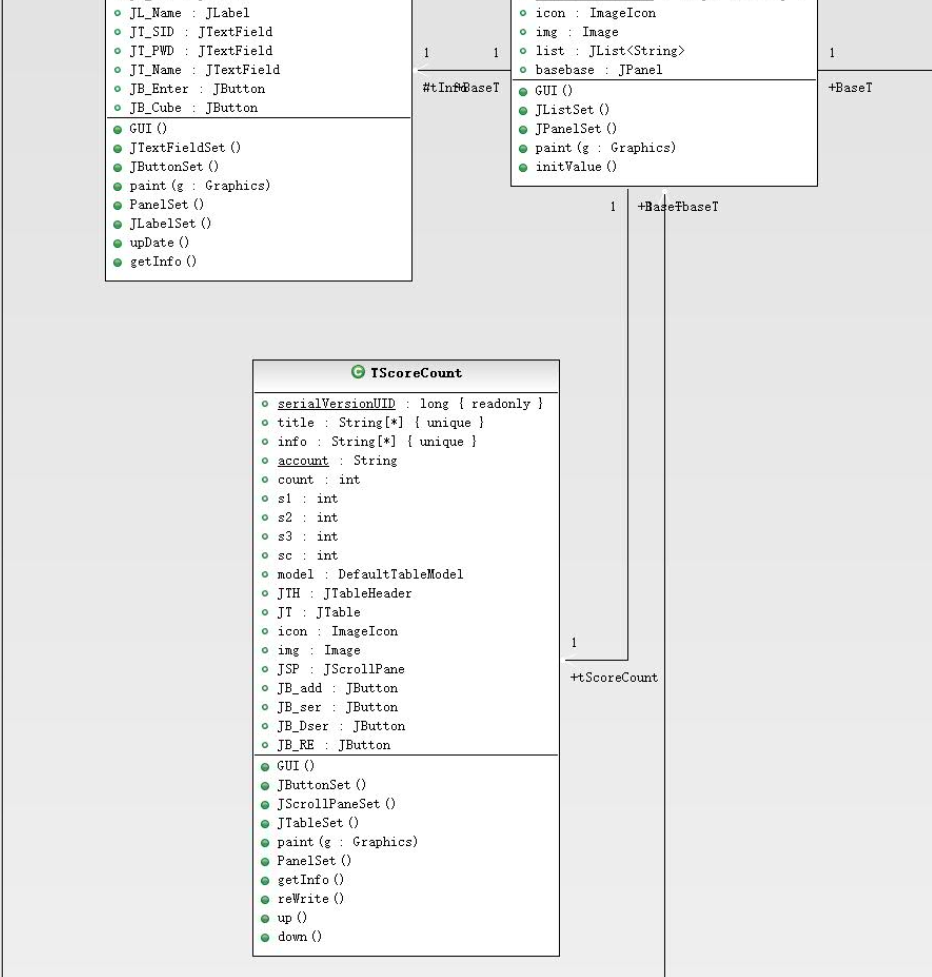 JL_Name : JLabel
JT_SID : JTextField
JT_PWD : JTextField
JT_Name : JTextField
JB_Enter : JButton
JB_Cube : JButton
GUI()
JTextFieldSet()
JButtonSet()
paint(g : Graphics)
PanelSet()
JLabelSet()
upDate()
getInfo()
1
1
icon : ImageIcon
img : Image
list : JList<String>
basebase : JPanel
GUI()
JListSet()
JPanelSet()
paint(g : Graphics)
initValue()
1
+BaseT
1
TScoreCount
serialVersionUID : long { readonly }
title : String[*] { unique }
info : String[*] { unique }
account : String
count : int
s1 : int
s2 : int
s3 : int
sc : int
model : DefaultTableModel
JTH : JTableHeader
JT : JTable
icon : ImageIcon
img : Image
JSP : JScrollPane
JB_add : JButton
JB_ser : JButton
JB_Dser : JButton
JB_RE : JButton
GUI()
JButtonSet()
JScrollPaneSet()
JTableSet()
paint(g : Graphics)
PanelSet()
getInfo()
reWrite()
up()
down()
1
+tScoreCount